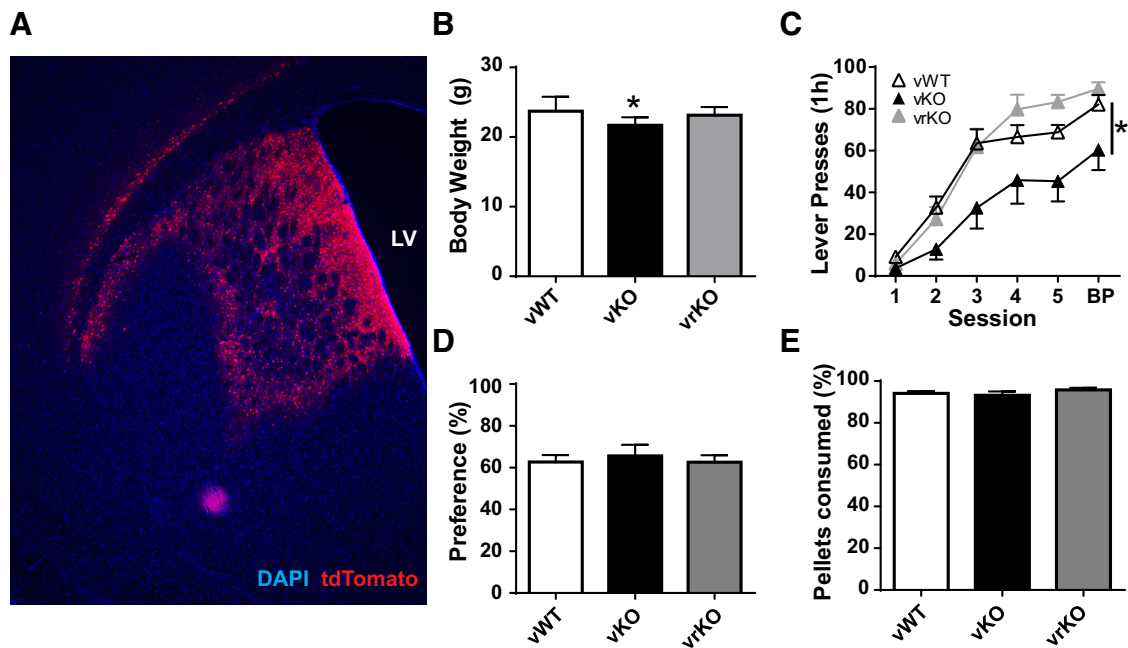 A
LV
DAPI tdTomato
B
Body Weight (g)
30
20
10
0
*
vWT
vKO
vrKO
C
Lever Presses (1h)
100
80
60
40
20
0
vWT
vKO
vrKO
*
1 2 3 4 5 BP
Session
D
Preference (%)
100
80
60
40
20
0
vWT
vKO
vrKO
E
Pellets consumed (%)
100
80
60
40
20
0
vWT
vKO
vrKO